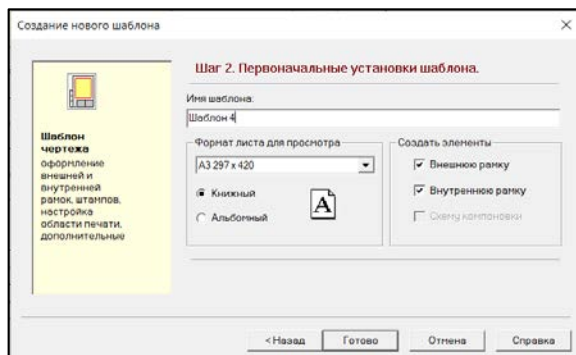 Создание нового шаблона
Шаг 2. Первоначальные установки шаблона.
Имя шаблона:
Шаблон 4
Шаблон
чертежа
оформление
внешней и
внутренней
рамок, штампов,
настройка
области печати,
дополнительные
Формат листа для просмотра
А3 297 x 420
Книжный
Альбомный
A
Создать элементы
Внешнюю рамку
Внутреннюю рамку
Схему компоновки
<Назад
Готово
Отмена
Справка